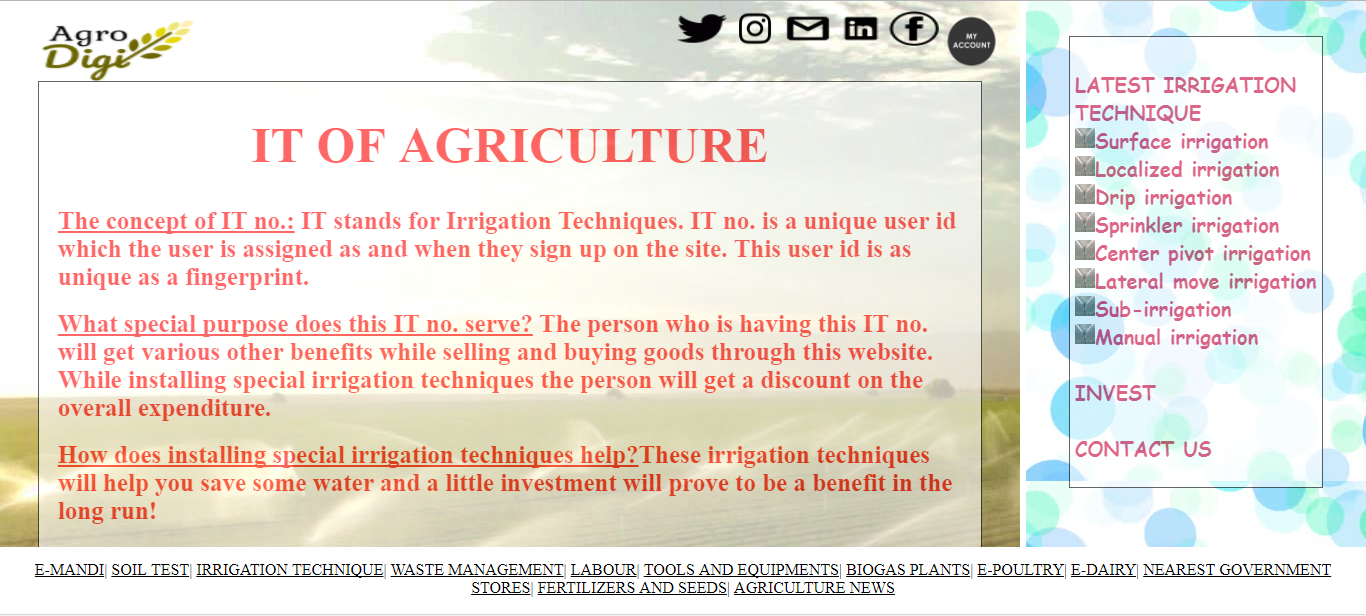 Agro
Digi
MY
ACCOUNT
IT OF AGRICULTURE
The concept of IT no.: IT stands for Irrigation Techniques. IT no. is a unique user id
which the user is assigned as and when they sign up on the site. This user id is as
unique as a fingerprint.
What special purpose does this IT no. serve? The person who is having this IT no.
will get various other benefits while selling and buying goods through this website.
While installing special irrigation techniques the person will get a discount on the
overall expenditure.
How does installing special irrigation techniques help?These irrigation techniques
will help you save some water and a little investment will prove to be a benefit in the
long run!
LATEST IRRIGATION
TECHNIQUE
Surface irrigation
Localized irrigation
Drip irrigation
Sprinkler irrigation
Center pivot irrigation
Lateral move irrigation
Sub-irrigation
Manual irrigation
INVEST
CONTACT US
E-MANDI| SOIL TEST| IRRIGATION TECHNIQUE| WASTE MANAGEMENT| LABOUR| TOOLS AND EQUIPMENTS| BIOGAS PLANTS| E-POULTRY| E-DAIRY| NEAREST GOVERNMENT
STORES| FERTILIZERS AND SEEDS| AGRICULTURE NEWS